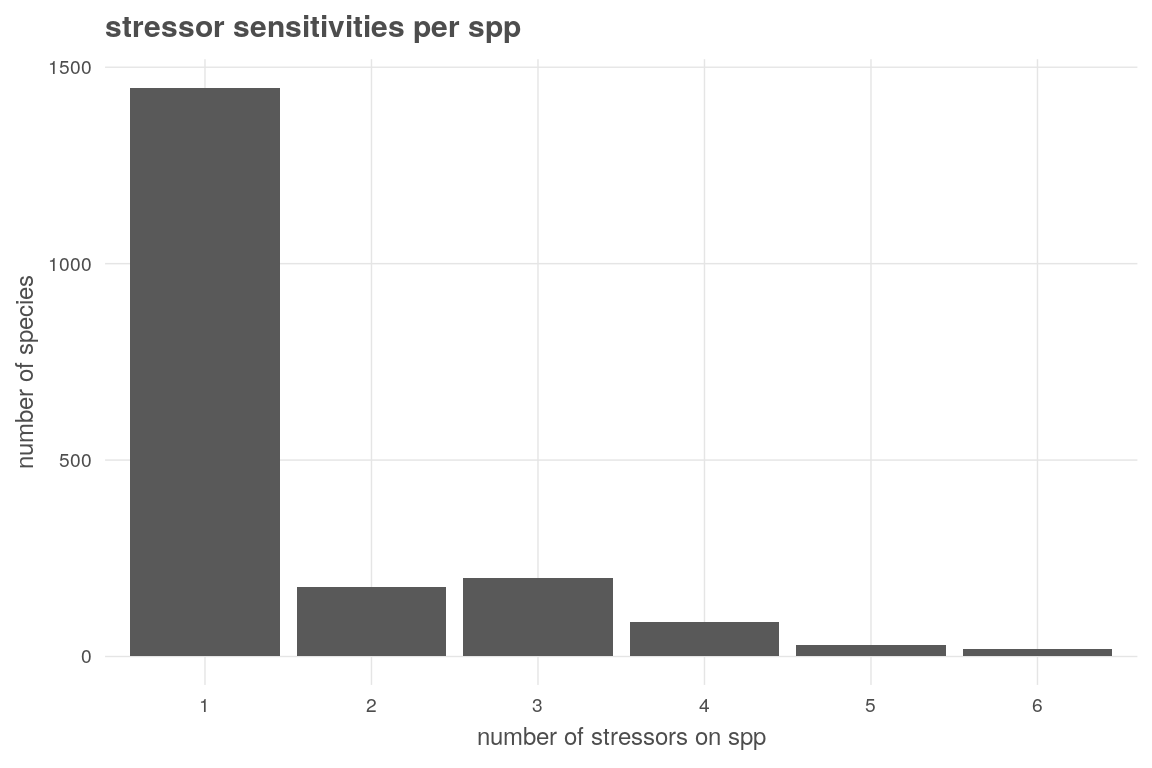 stressor sensitivities per spp
1500
1000
500
0
number of species
1 2 3 4 5 6
number of stressors on spp